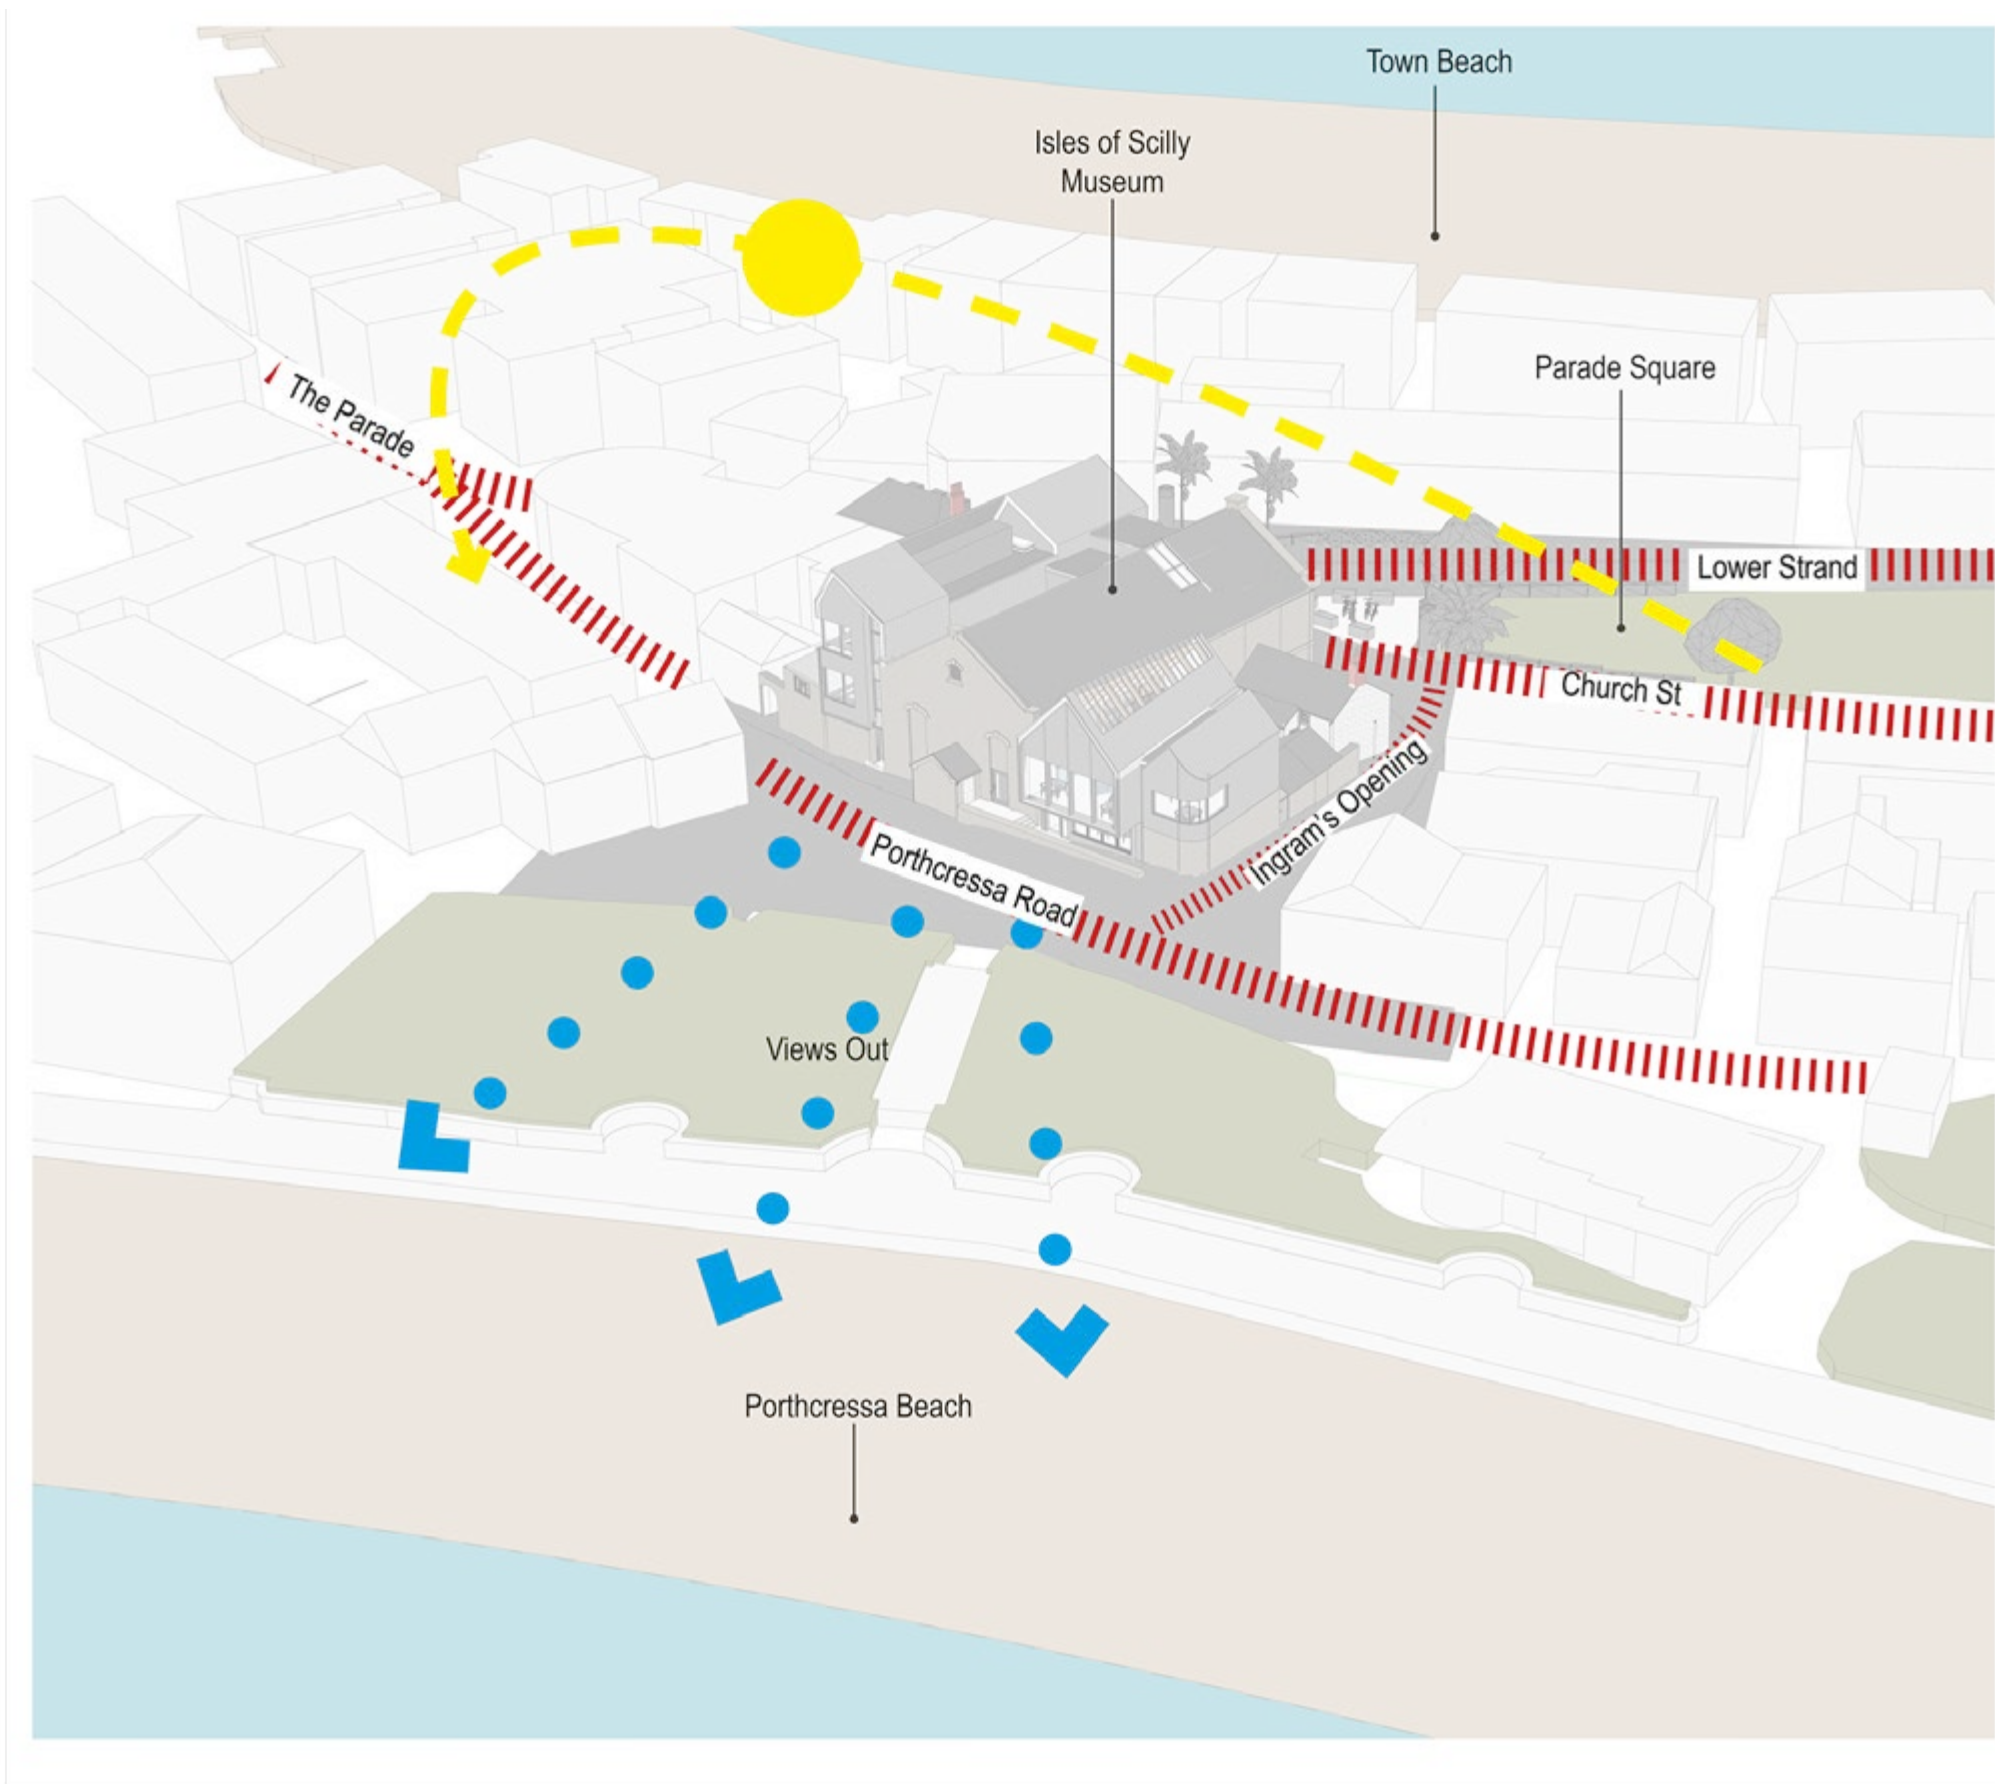 Town Beach
Isles of Scilly
Museum
Parade Square
The Parade
Lower Strand
Church St
Ingram's Opening
Porthcressa Road
Views Out
Porthcressa Beach